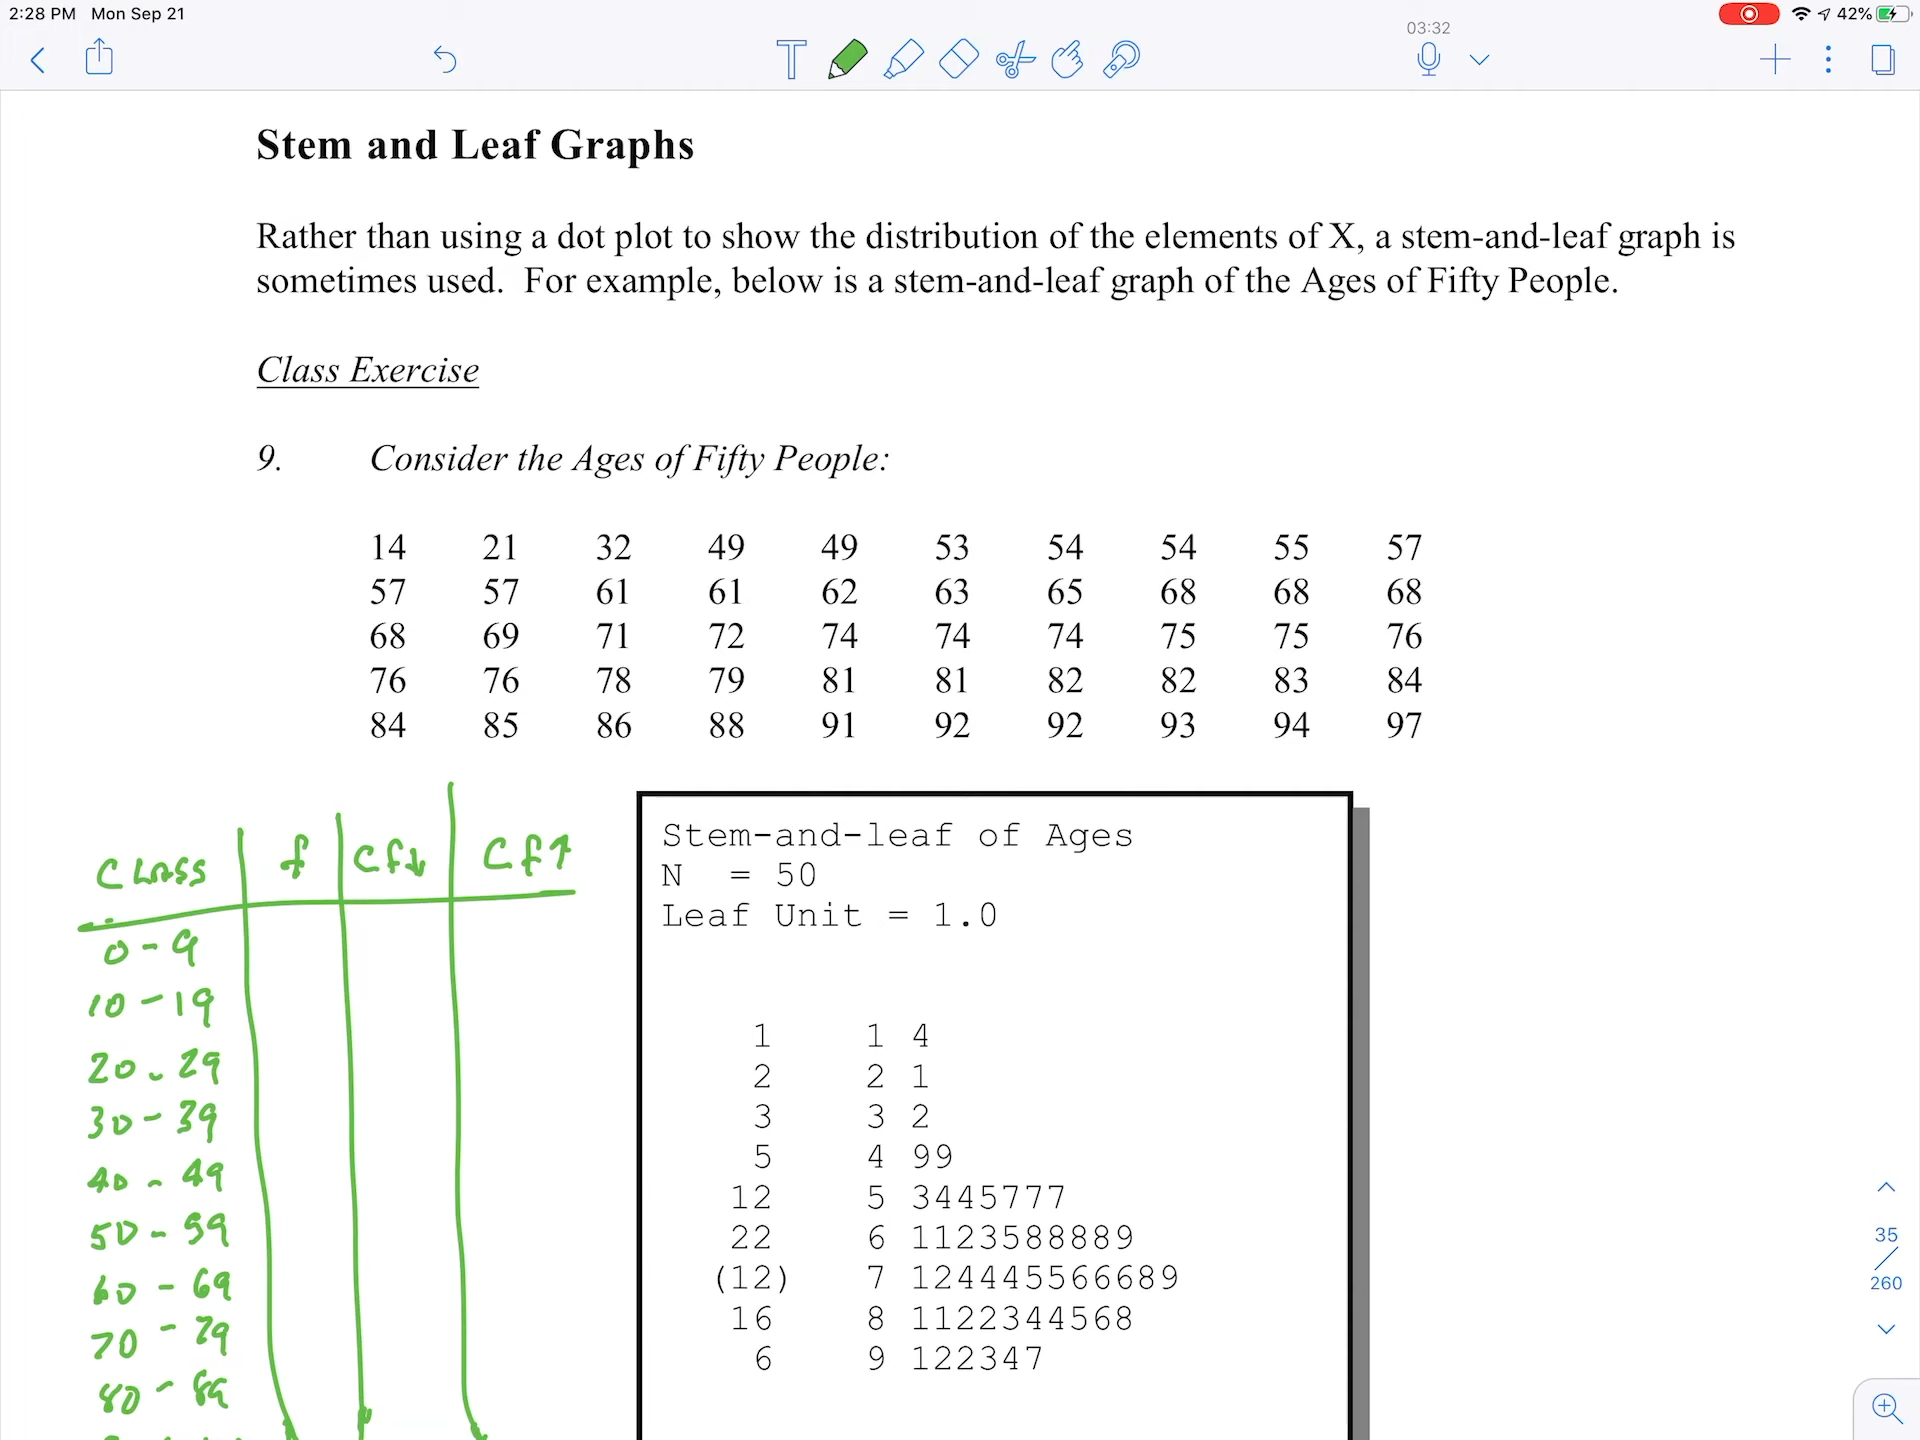 2:28 PM Mon Sep 21
42%
03:32
Stem and Leaf Graphs
Rather than using a dot plot to show the distribution of the elements of X, a stem-and-leaf graph is
sometimes used. For example, below is a stem-and-leaf graph of the Ages of Fifty People.
Class Exercise
9. Consider the Ages of Fifty People:
14 21 32 49 49 53 54 54 55 57
57 57 61 61 62 63 65 68 68 68
68 69 71 72 74 74 74 75 75 76
76 76 78 79 81 81 82 82 83 84
84 85 86 88 91 92 92 93 94 97
CLASS f Cf↓ Cf↑
0-9
10-19
20-29
30-39
40-49
50-59
60-69
70-79
80-89
Stem-and-leaf of Ages
N = 50
Leaf Unit = 1.0
1 1 4
2 2 1
3 3 2
5 4 99
12 5 3445777
22 6 1123588889
(12) 7 124445566689
16 8 1122344568
6 9 122347
35
260